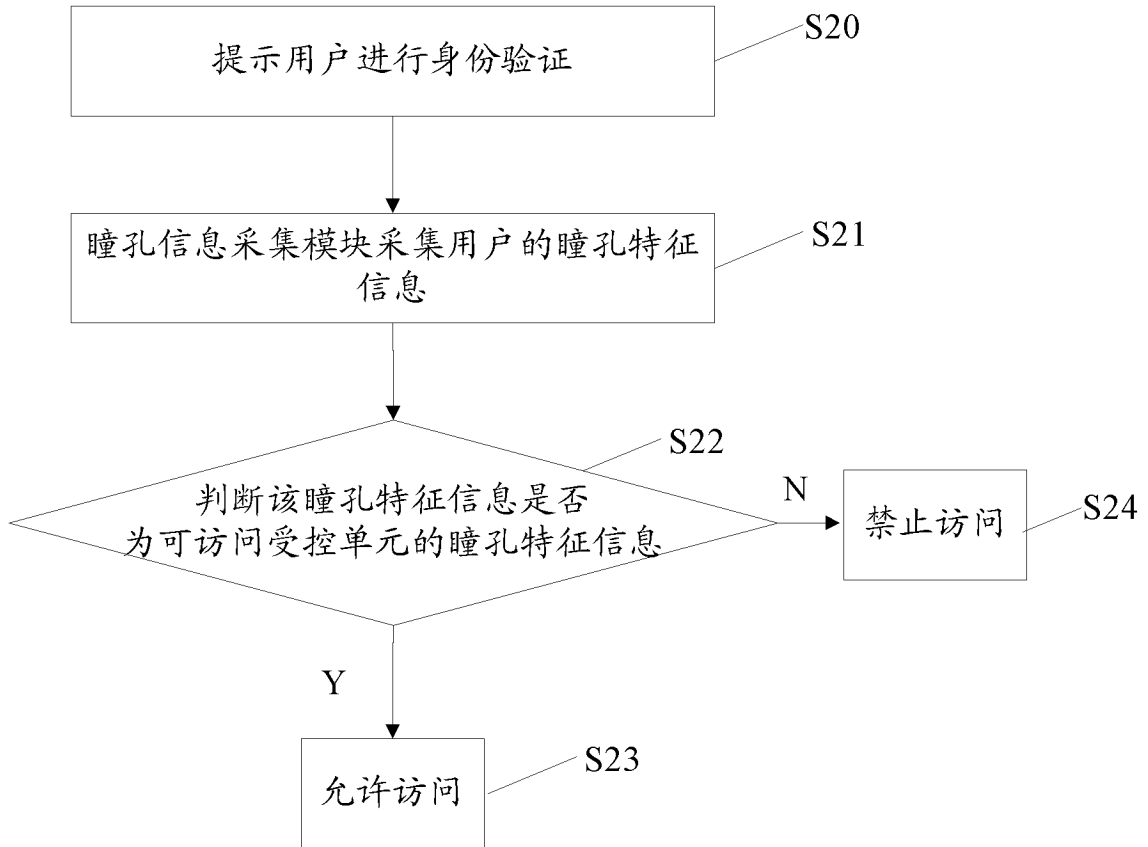 提示用户进行身份验证
S20
瞳孔信息采集模块采集用户的瞳孔特征
信息
S21
S22
判断该瞳孔特征信息是否
为可访问受控单元的瞳孔特征信息
N
禁止访问
S24
Y
允许访问
S23